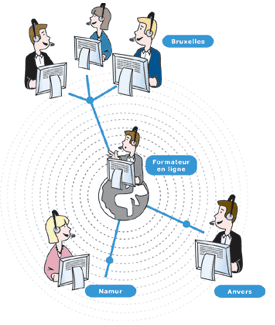 Bruxelles
Formateur
en ligne
Namur
Anvers